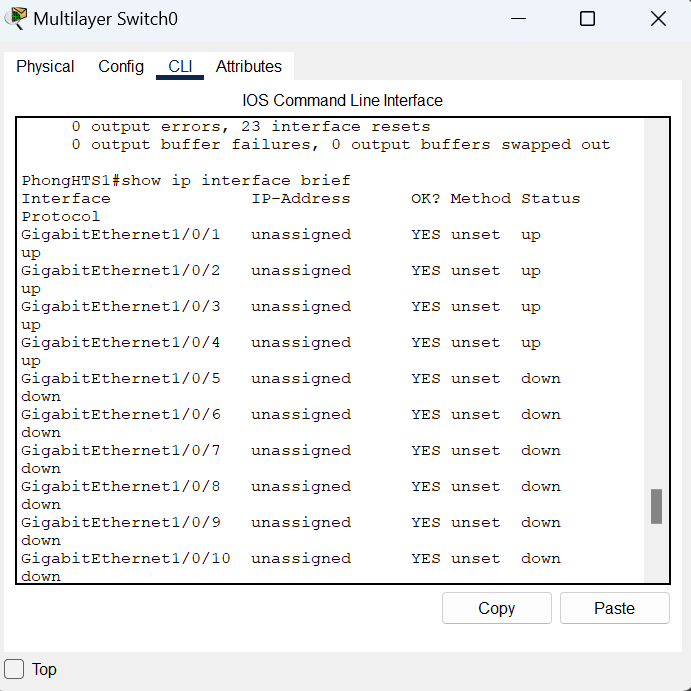 Multilayer Switch0
Physical Config CLI Attributes
IOS Command Line Interface
0 output errors, 23 interface resets
0 output buffer failures, 0 output buffers swapped out
PhongHTS1#show ip interface brief
Interface IP-Address OK? Method Status
Protocol
GigabitEthernet1/0/1 unassigned YES unset up
up
GigabitEthernet1/0/2 unassigned YES unset up
up
GigabitEthernet1/0/3 unassigned YES unset up
up
GigabitEthernet1/0/4 unassigned YES unset up
up
GigabitEthernet1/0/5 unassigned YES unset down
down
GigabitEthernet1/0/6 unassigned YES unset down
down
GigabitEthernet1/0/7 unassigned YES unset down
down
GigabitEthernet1/0/8 unassigned YES unset down
down
GigabitEthernet1/0/9 unassigned YES unset down
down
GigabitEthernet1/0/10 unassigned YES unset down
down
Copy Paste
Top